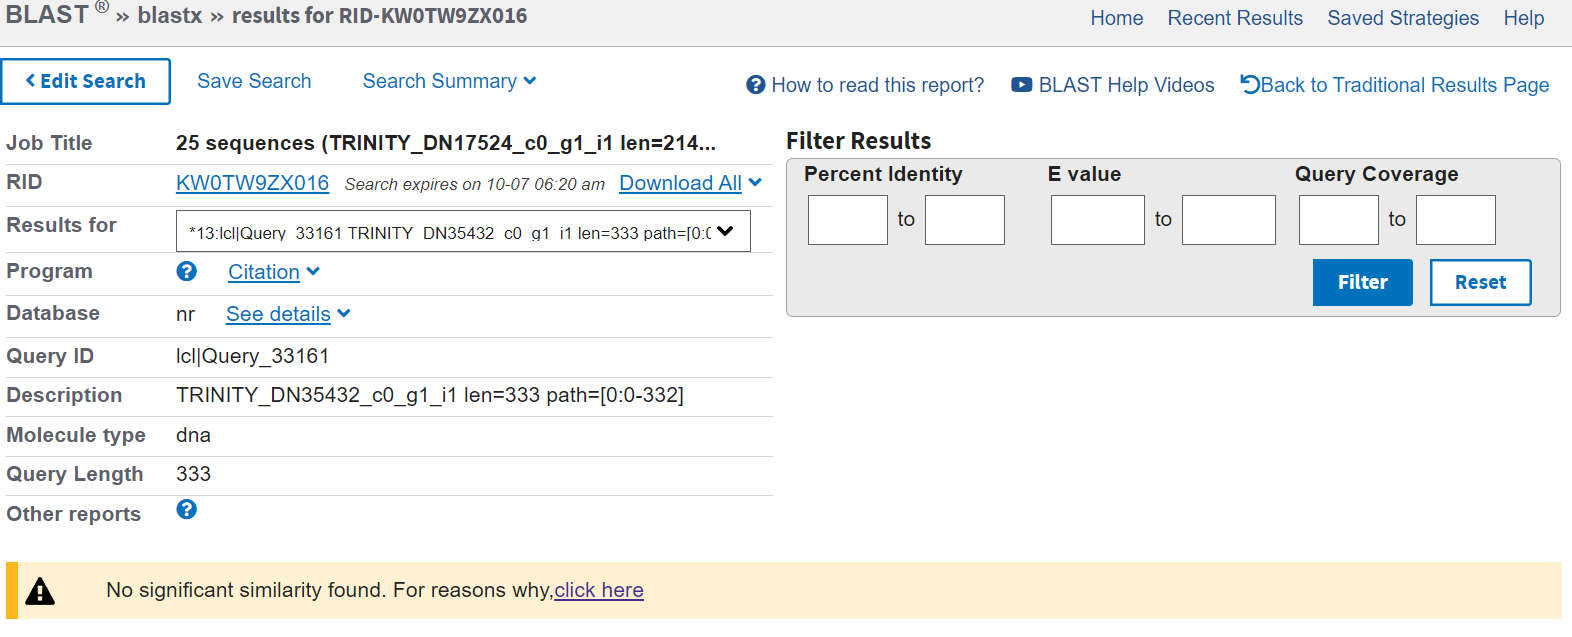 BLAST ® » blastx » results for RID-KW0TW9ZX016
Home Recent Results Saved Strategies Help
Edit Search Save Search Search Summary
How to read this report? BLAST Help Videos Back to Traditional Results Page
Job Title 25 sequences (TRINITY_DN17524_c0_g1_i1 len=214...
RID KW0TW9ZX016 Search expires on 10-07 06:20 am Download All
Results for *13:lcl|Query_33161 TRINITY_DN35432_c0_g1_i1 len=333 path=[0:0
Program Citation
Database nr See details
Query ID lcl|Query_33161
Description TRINITY_DN35432_c0_g1_i1 len=333 path=[0:0-332]
Molecule type dna
Query Length 333
Other reports
Filter Results
Percent Identity E value Query Coverage
to to to
Filter Reset
No significant similarity found. For reasons why,click here